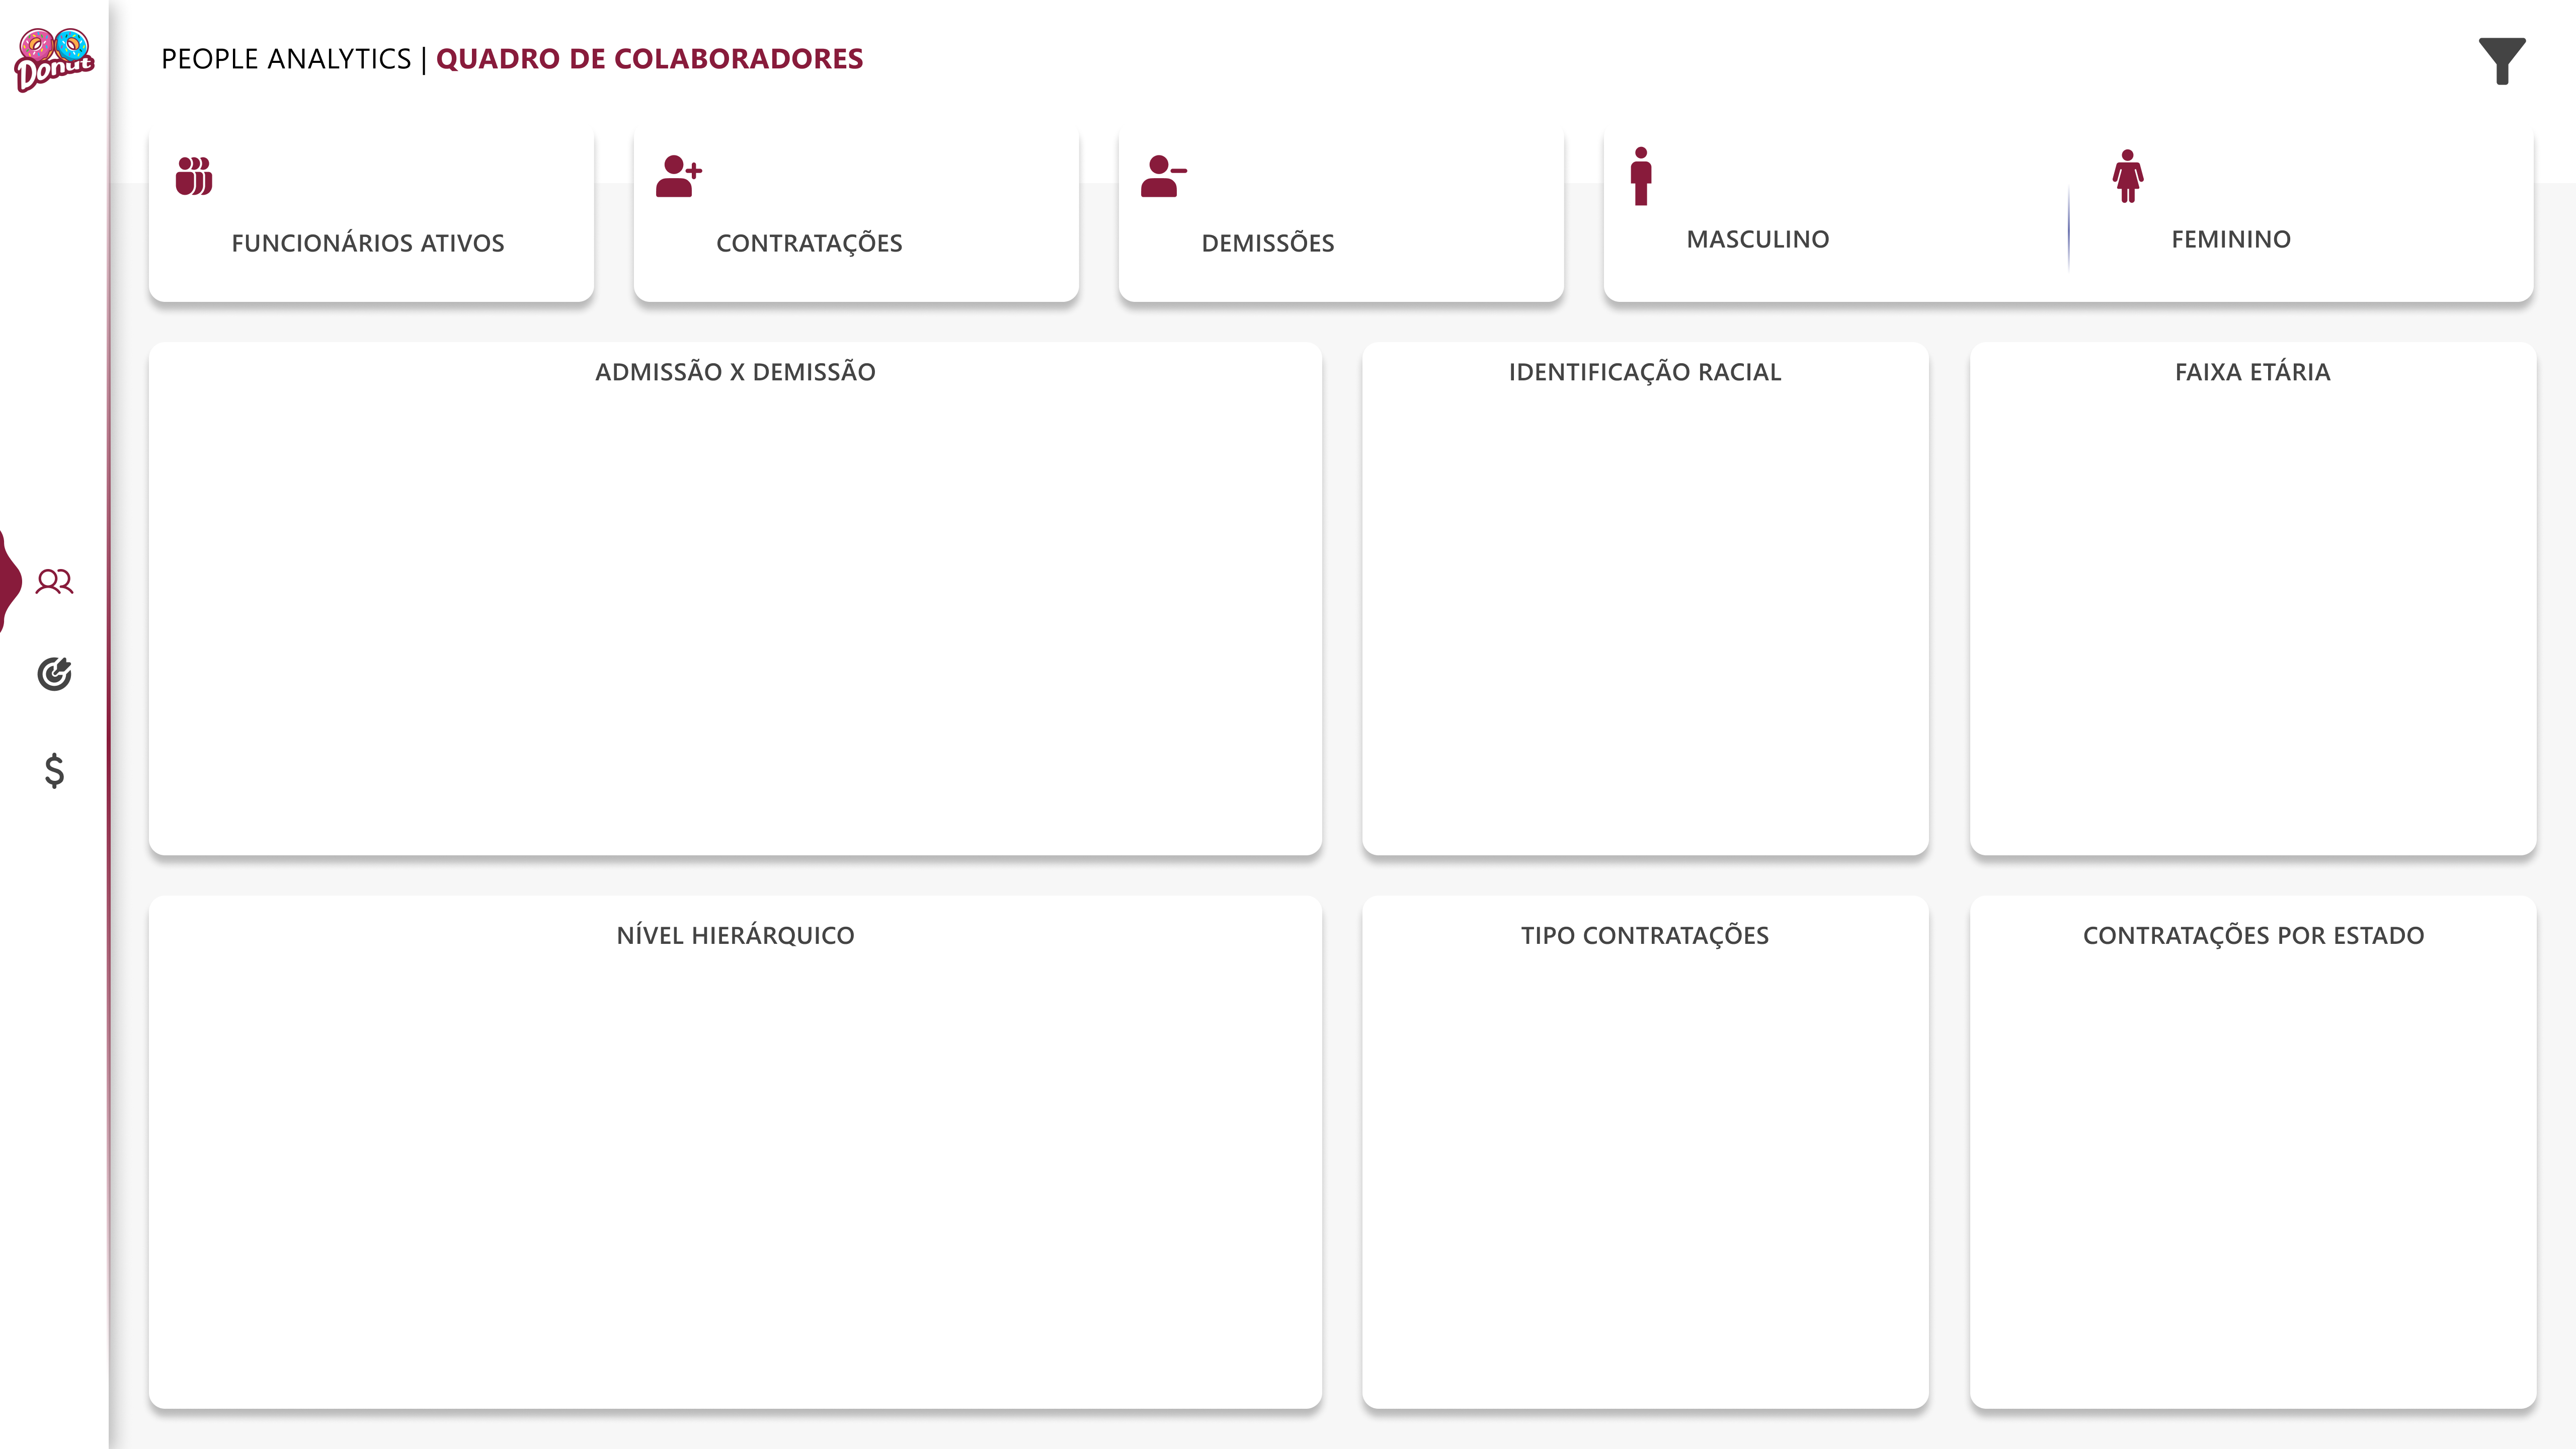 Donut
PEOPLE ANALYTICS | QUADRO DE COLABORADORES
FUNCIONÁRIOS ATIVOS
CONTRATAÇÕES
DEMISSÕES
MASCULINO
FEMININO
ADMISSÃO X DEMISSÃO
IDENTIFICAÇÃO RACIAL
FAIXA ETÁRIA
NÍVEL HIERÁRQUICO
TIPO CONTRATAÇÕES
CONTRATAÇÕES POR ESTADO